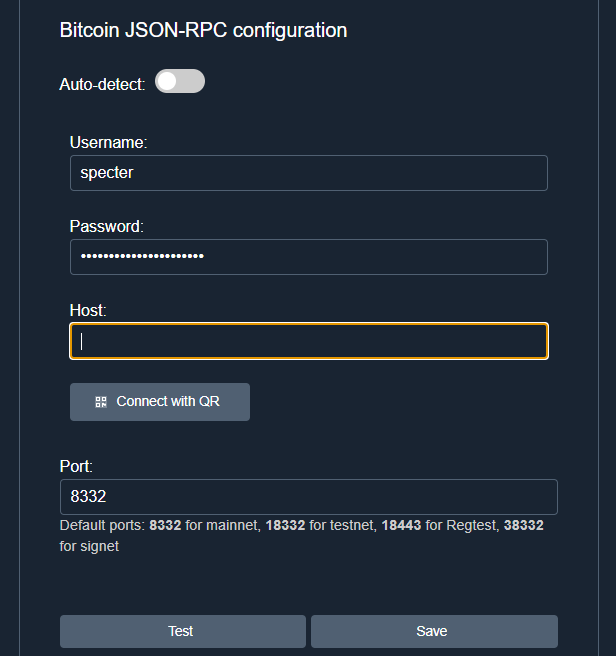 Bitcoin JSON-RPC configuration
Auto-detect:
Username:
specter
Password:
••••••••••••••••••••••
Host:
Connect with QR
Port:
8332
Default ports: 8332 for mainnet, 18332 for testnet, 18443 for Regtest, 38332
for signet
Test Save